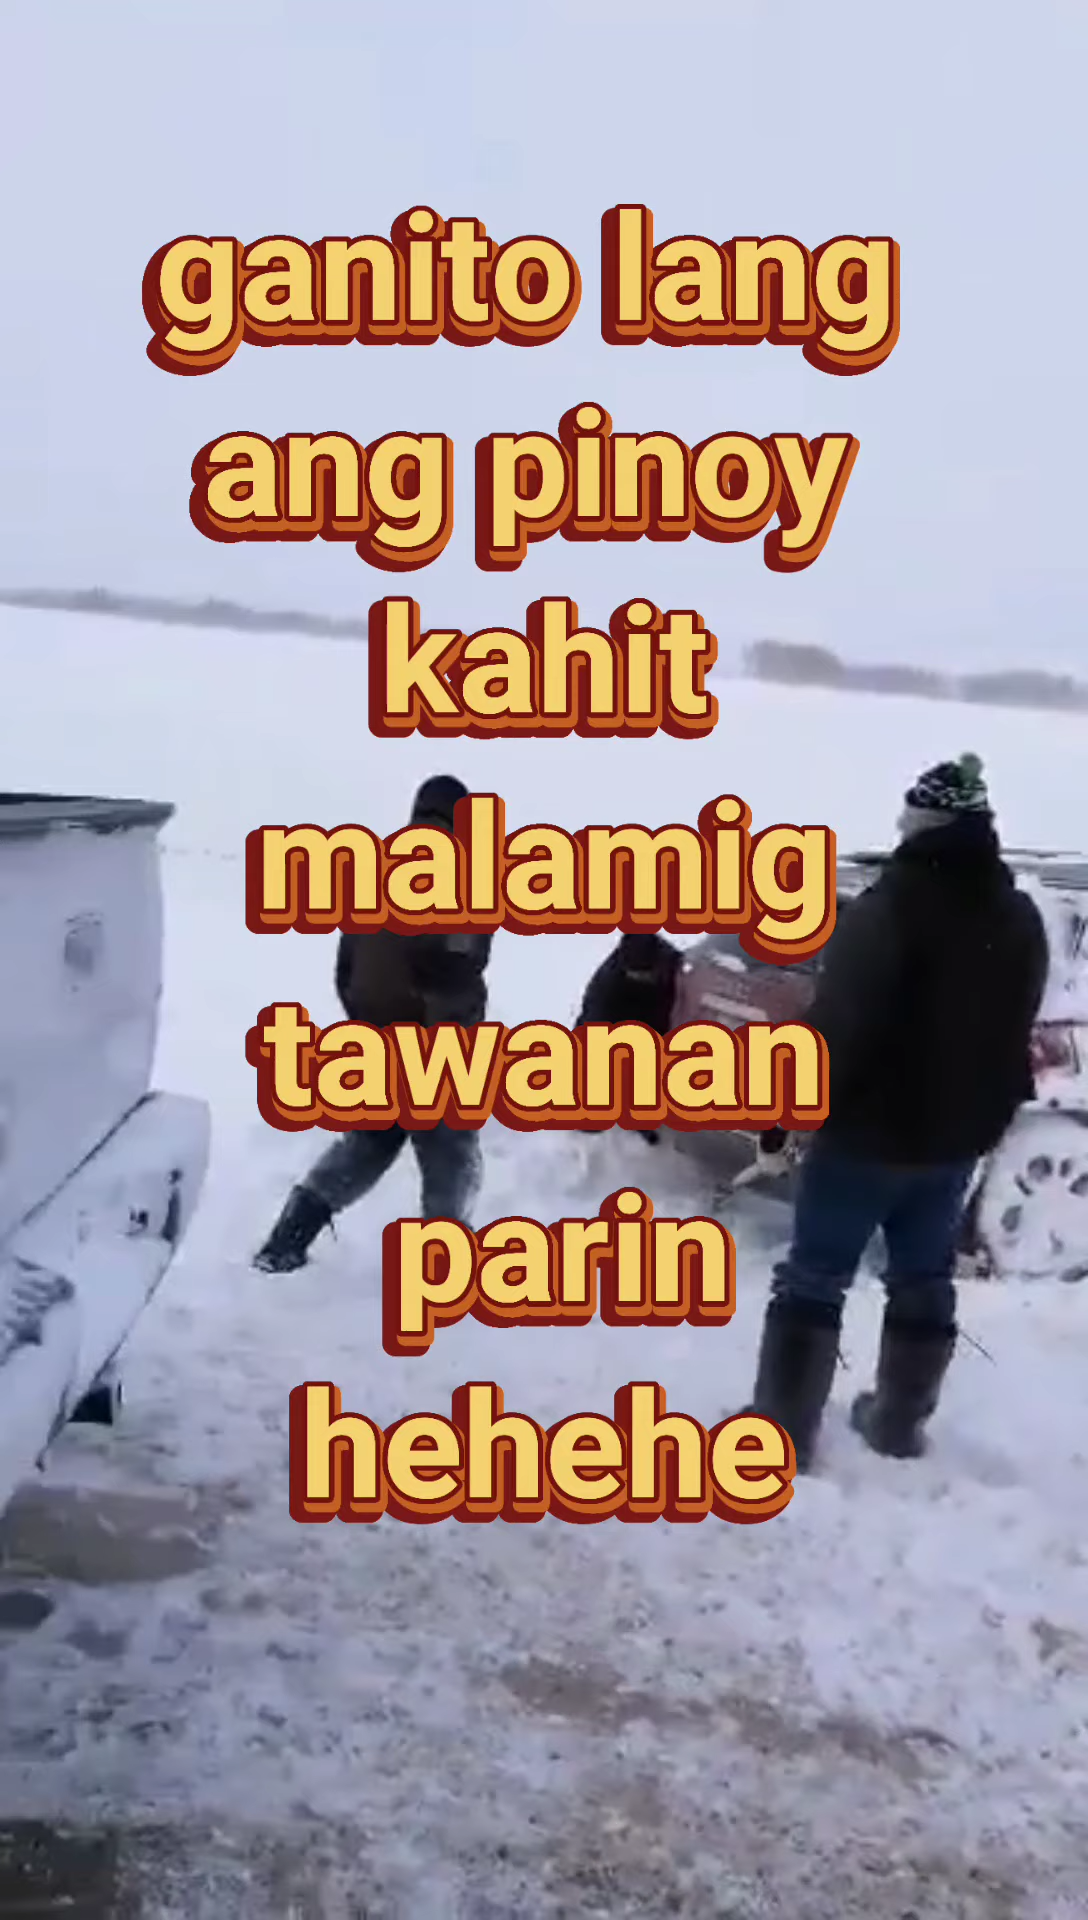 ganito lang
ang pinoy
kahit
malamig
tawanan
parin
hehehe